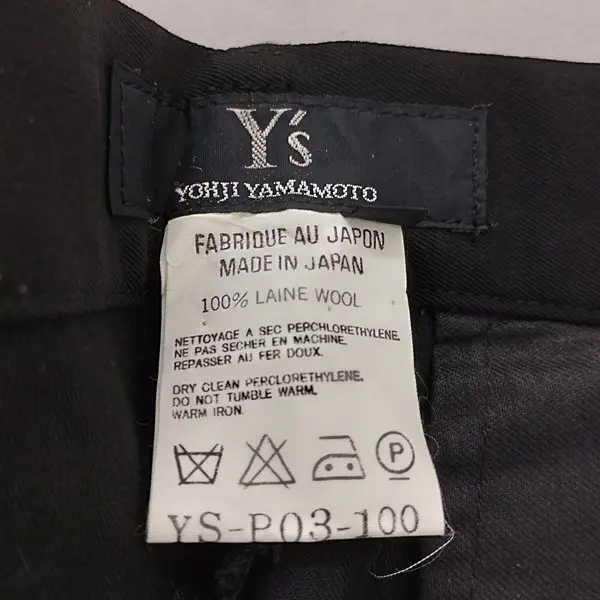 Y's
YOHJI YAMAMOTO
FABRIQUE AU JAPON
MADE IN JAPAN
100% LAINE WOOL
NETTOYAGE A SEC PERCHLORETHYLENE.
NE PAS SECHER EN MACHINE.
REPASSER AU FER DOUX.
DRY CLEAN PERCLORETHYLENE.
DO NOT TUMBLE WARM.
WARM IRON.
P
YS-P03-100